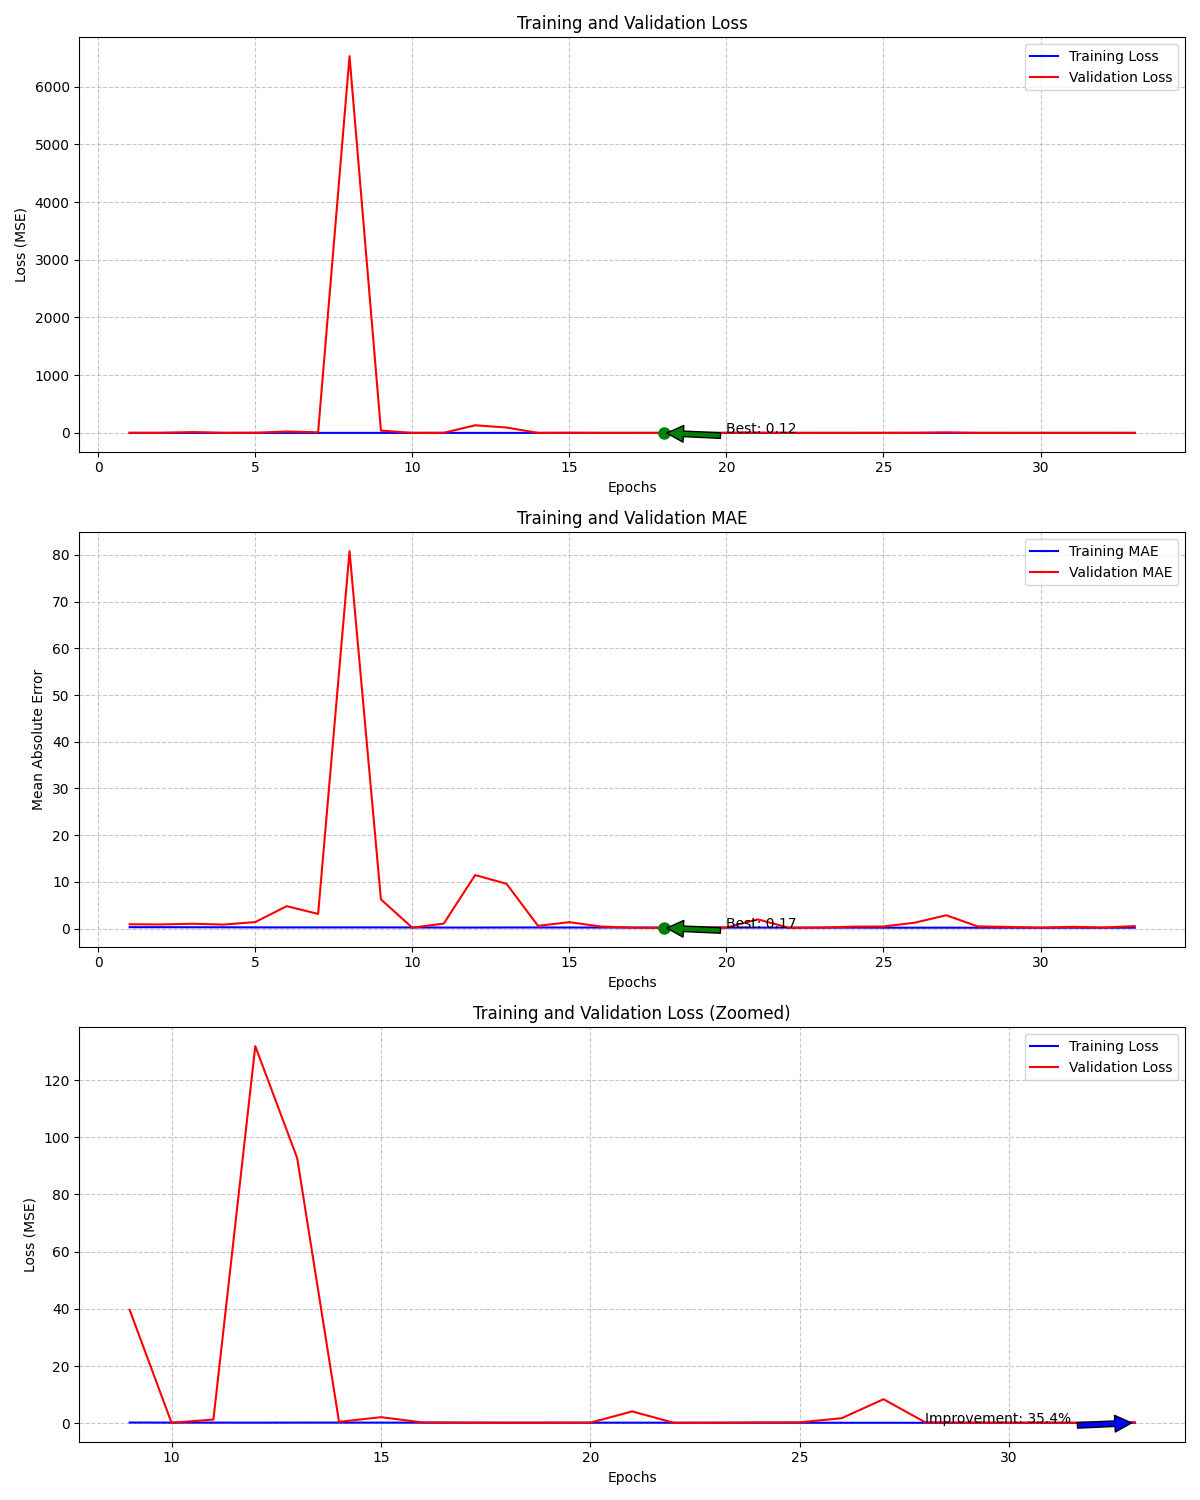 Training and Validation Loss
Training Loss
Validation Loss
6000
5000
4000
3000
2000
1000
0
Loss (MSE)
Best: 0.12
0 5 10 15 20 25 30
Epochs
Training and Validation MAE
Training MAE
Validation MAE
80
70
60
50
40
30
20
10
0
Mean Absolute Error
Best: 0.17
0 5 10 15 20 25 30
Epochs
Training and Validation Loss (Zoomed)
Training Loss
Validation Loss
120
100
80
60
40
20
0
Loss (MSE)
Improvement: 35.4%
10 15 20 25 30
Epochs